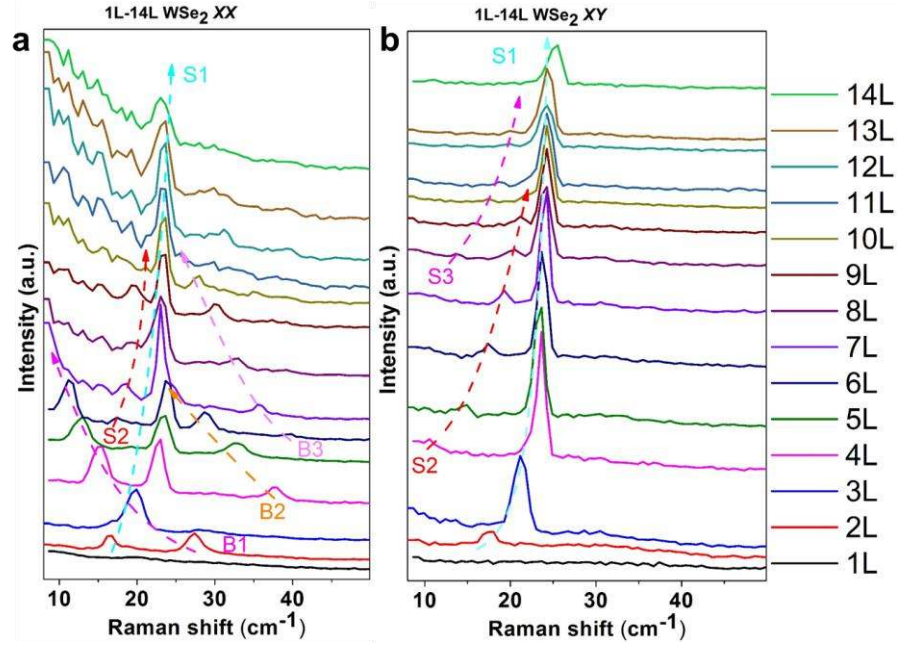 1L-14L WSe2 XX
a
S1
S2
B3
B2
B1
Intensity (a.u.)
10 20 30 40
Raman shift (cm-1)
1L-14L WSe2 XY
b
S1
S3
S2
Intensity (a.u.)
10 20 30 40
Raman shift (cm-1)
14L
13L
12L
11L
10L
9L
8L
7L
6L
5L
4L
3L
2L
1L